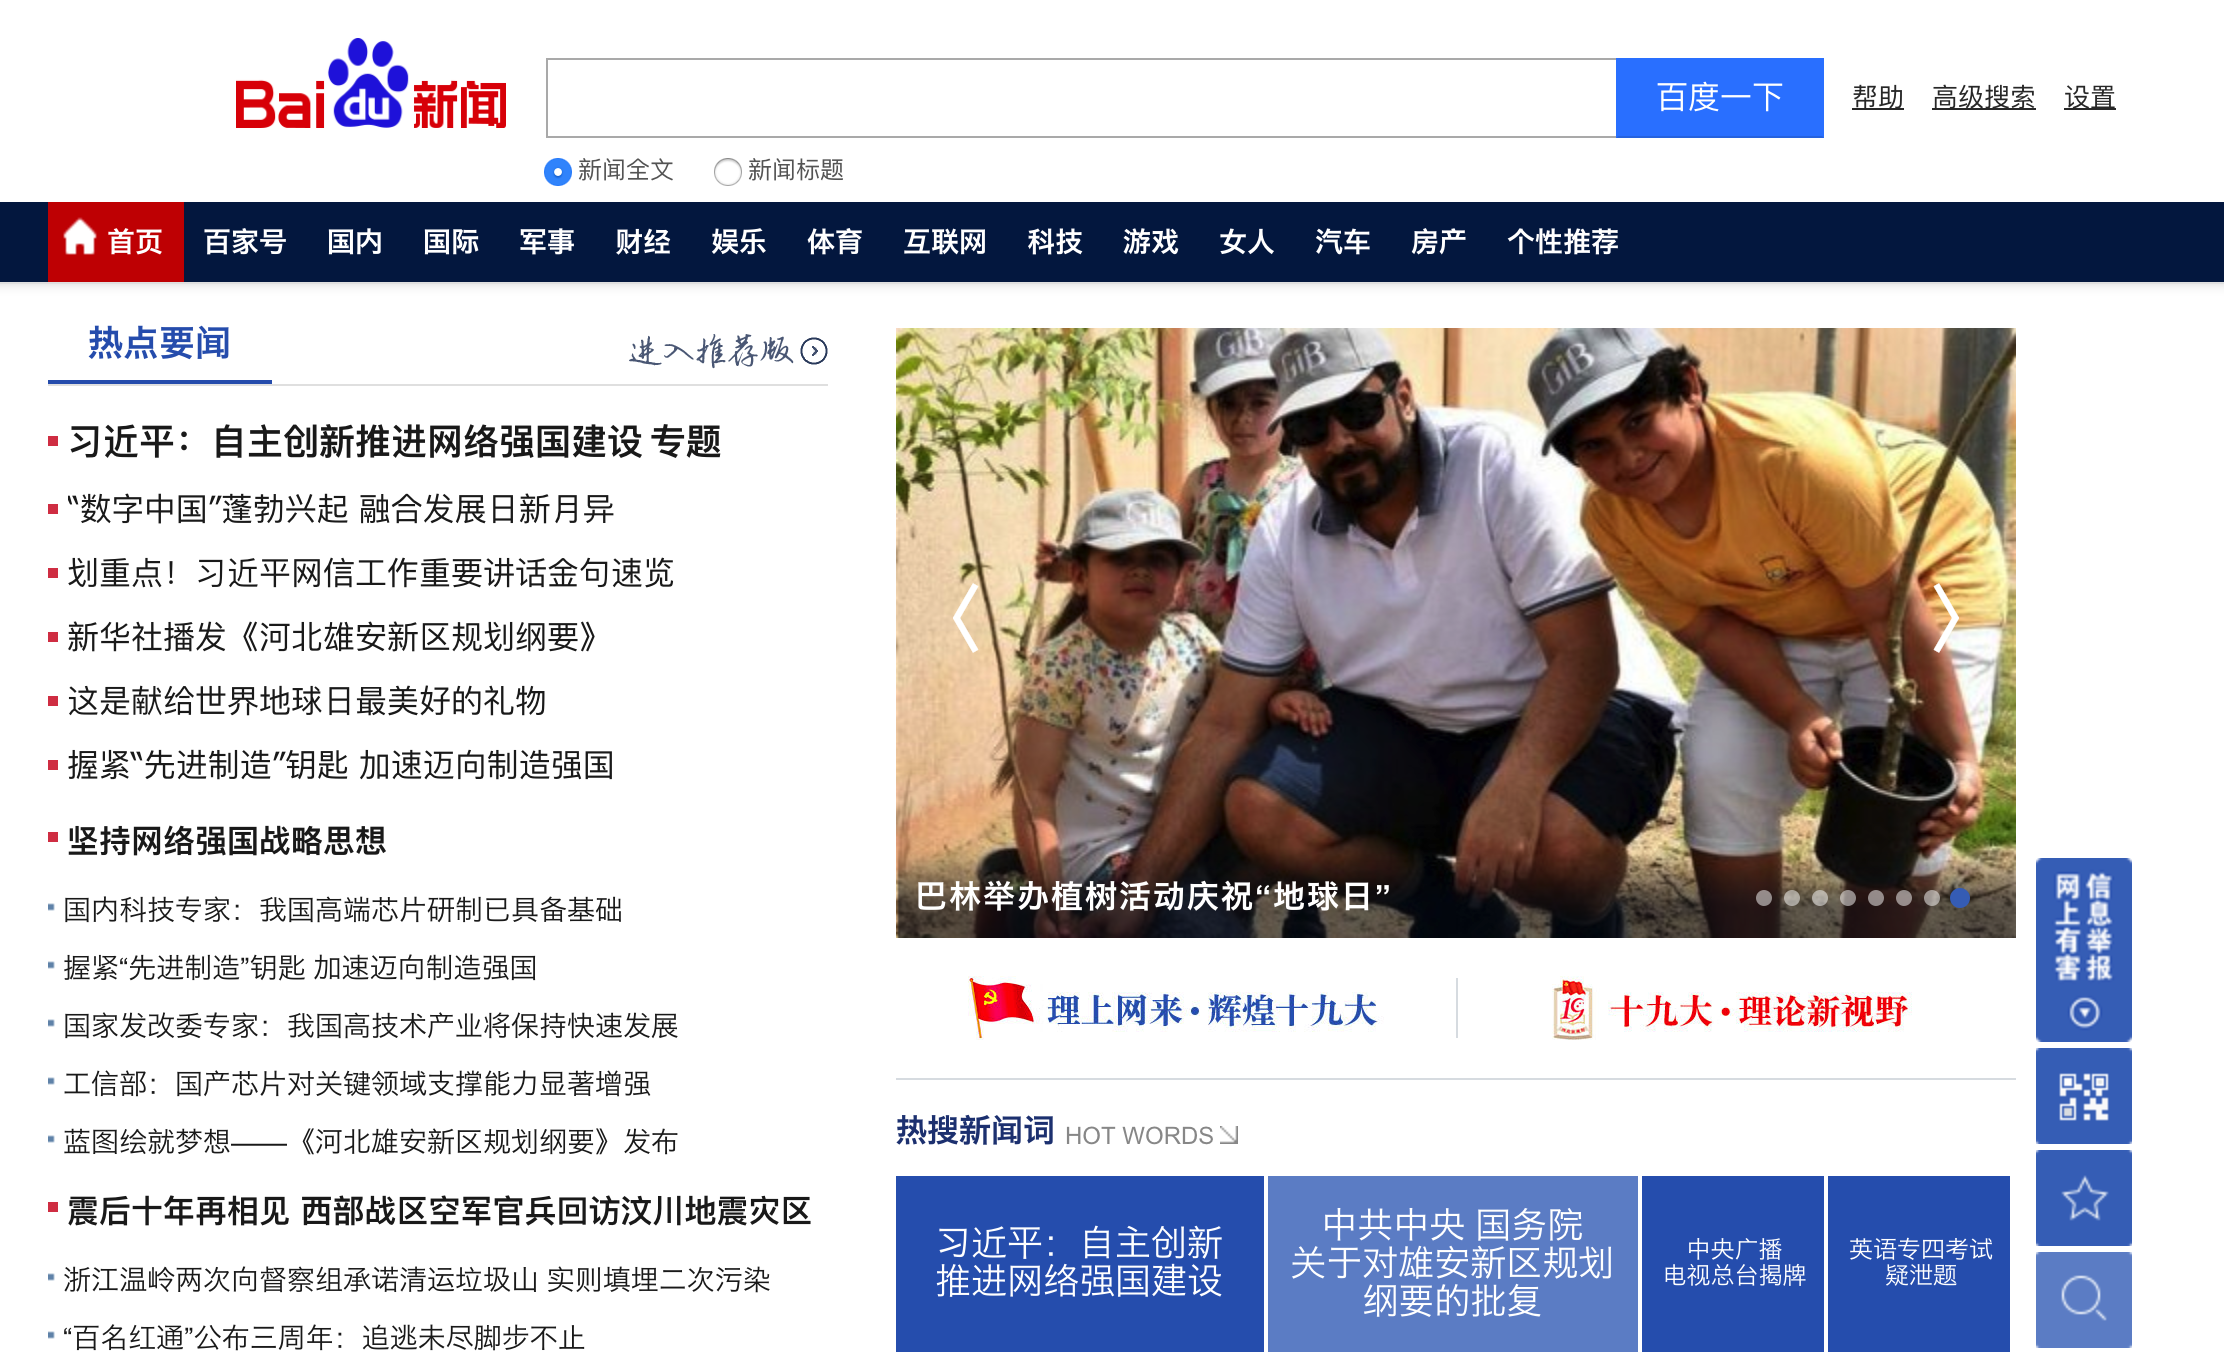 Baidu新闻
百度一下
帮助 高级搜索 设置
新闻全文 新闻标题
首页 百家号 国内 国际 军事 财经 娱乐 体育 互联网 科技 游戏 女人 汽车 房产 个性推荐
热点要闻
进入推荐版
习近平：自主创新推进网络强国建设 专题
“数字中国”蓬勃兴起 融合发展日新月异
划重点！习近平网信工作重要讲话金句速览
新华社播发《河北雄安新区规划纲要》
这是献给世界地球日最美好的礼物
握紧“先进制造”钥匙 加速迈向制造强国
坚持网络强国战略思想
国内科技专家：我国高端芯片研制已具备基础
握紧“先进制造”钥匙 加速迈向制造强国
国家发改委专家：我国高技术产业将保持快速发展
工信部：国产芯片对关键领域支撑能力显著增强
蓝图绘就梦想——《河北雄安新区规划纲要》发布
震后十年再相见 西部战区空军官兵回访汶川地震灾区
浙江温岭两次向督察组承诺清运垃圾山 实则填埋二次污染
“百名红通”公布三周年：追逃未尽脚步不止
GIB
GIB
GIB
GIB
巴林举办植树活动庆祝“地球日”
理上网来·辉煌十九大
19
十九大·理论新视野
热搜新闻词 HOT WORDS
习近平：自主创新
推进网络强国建设
中共中央 国务院
关于对雄安新区规划
纲要的批复
中央广播
电视总台揭牌
英语专四考试
疑泄题
网上有害
信息举报